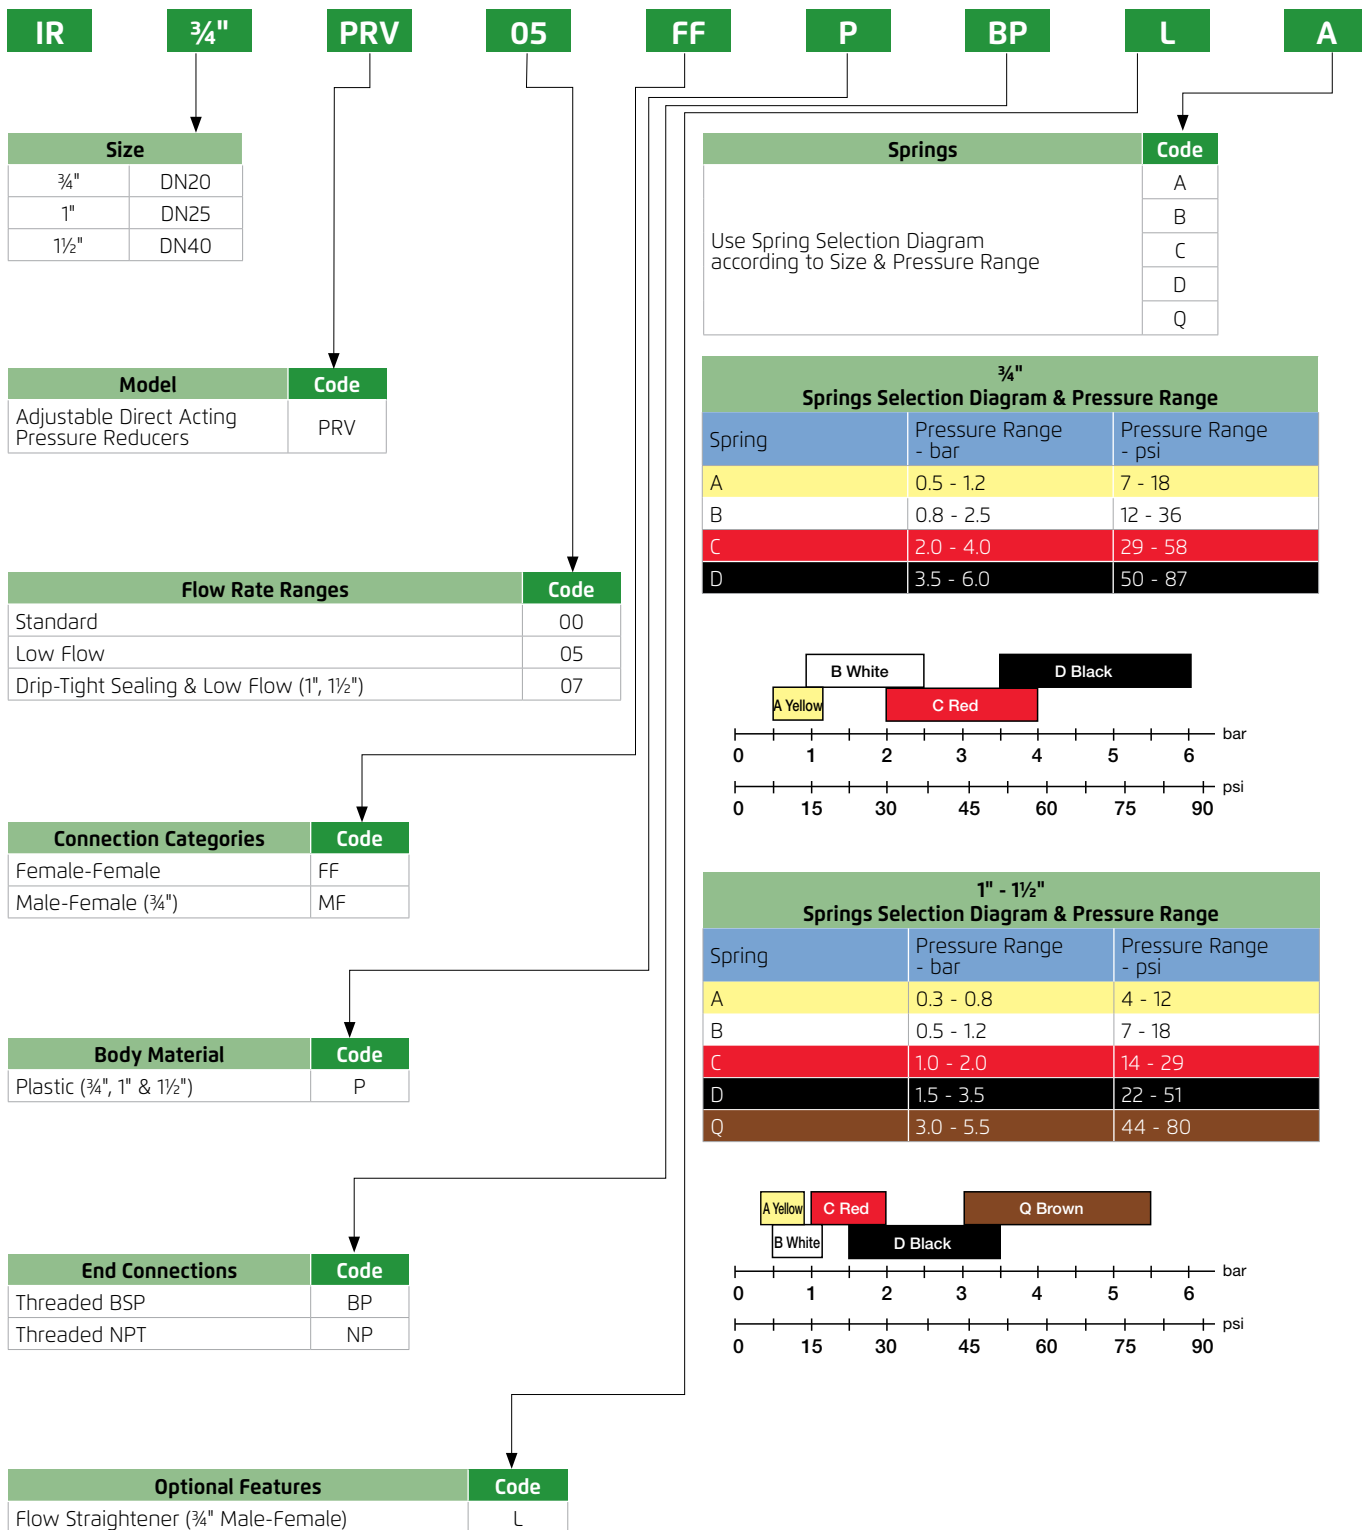 IR ¾" PRV 05 FF P BP L A
Size
¾" DN20
1" DN25
1½" DN40
Model Code
Adjustable Direct Acting
Pressure Reducers
PRV
Flow Rate Ranges Code
Standard 00
Low Flow 05
Drip-Tight Sealing & Low Flow (1", 1½") 07
Connection Categories Code
Female-Female FF
Male-Female (¾") MF
Body Material Code
Plastic (¾", 1" & 1½") P
End Connections Code
Threaded BSP BP
Threaded NPT NP
Optional Features Code
Flow Straightener (¾" Male-Female) L
Springs Code
Use Spring Selection Diagram
according to Size & Pressure Range
A
B
C
D
Q
¾"
Springs Selection Diagram & Pressure Range
Spring
Pressure Range
- bar
Pressure Range
- psi
A 0.5 - 1.2 7 - 18
B 0.8 - 2.5 12 - 36
C 2.0 - 4.0 29 - 58
D 3.5 - 6.0 50 - 87
B White D Black
A Yellow C Red
bar
0 1 2 3 4 5 6
psi
0 15 30 45 60 75 90
1" - 1½"
Springs Selection Diagram & Pressure Range
Spring
Pressure Range
- bar
Pressure Range
- psi
A 0.3 - 0.8 4 - 12
B 0.5 - 1.2 7 - 18
C 1.0 - 2.0 14 - 29
D 1.5 - 3.5 22 - 51
Q 3.0 - 5.5 44 - 80
A Yellow C Red Q Brown
B White D Black
bar
0 1 2 3 4 5 6
psi
0 15 30 45 60 75 90